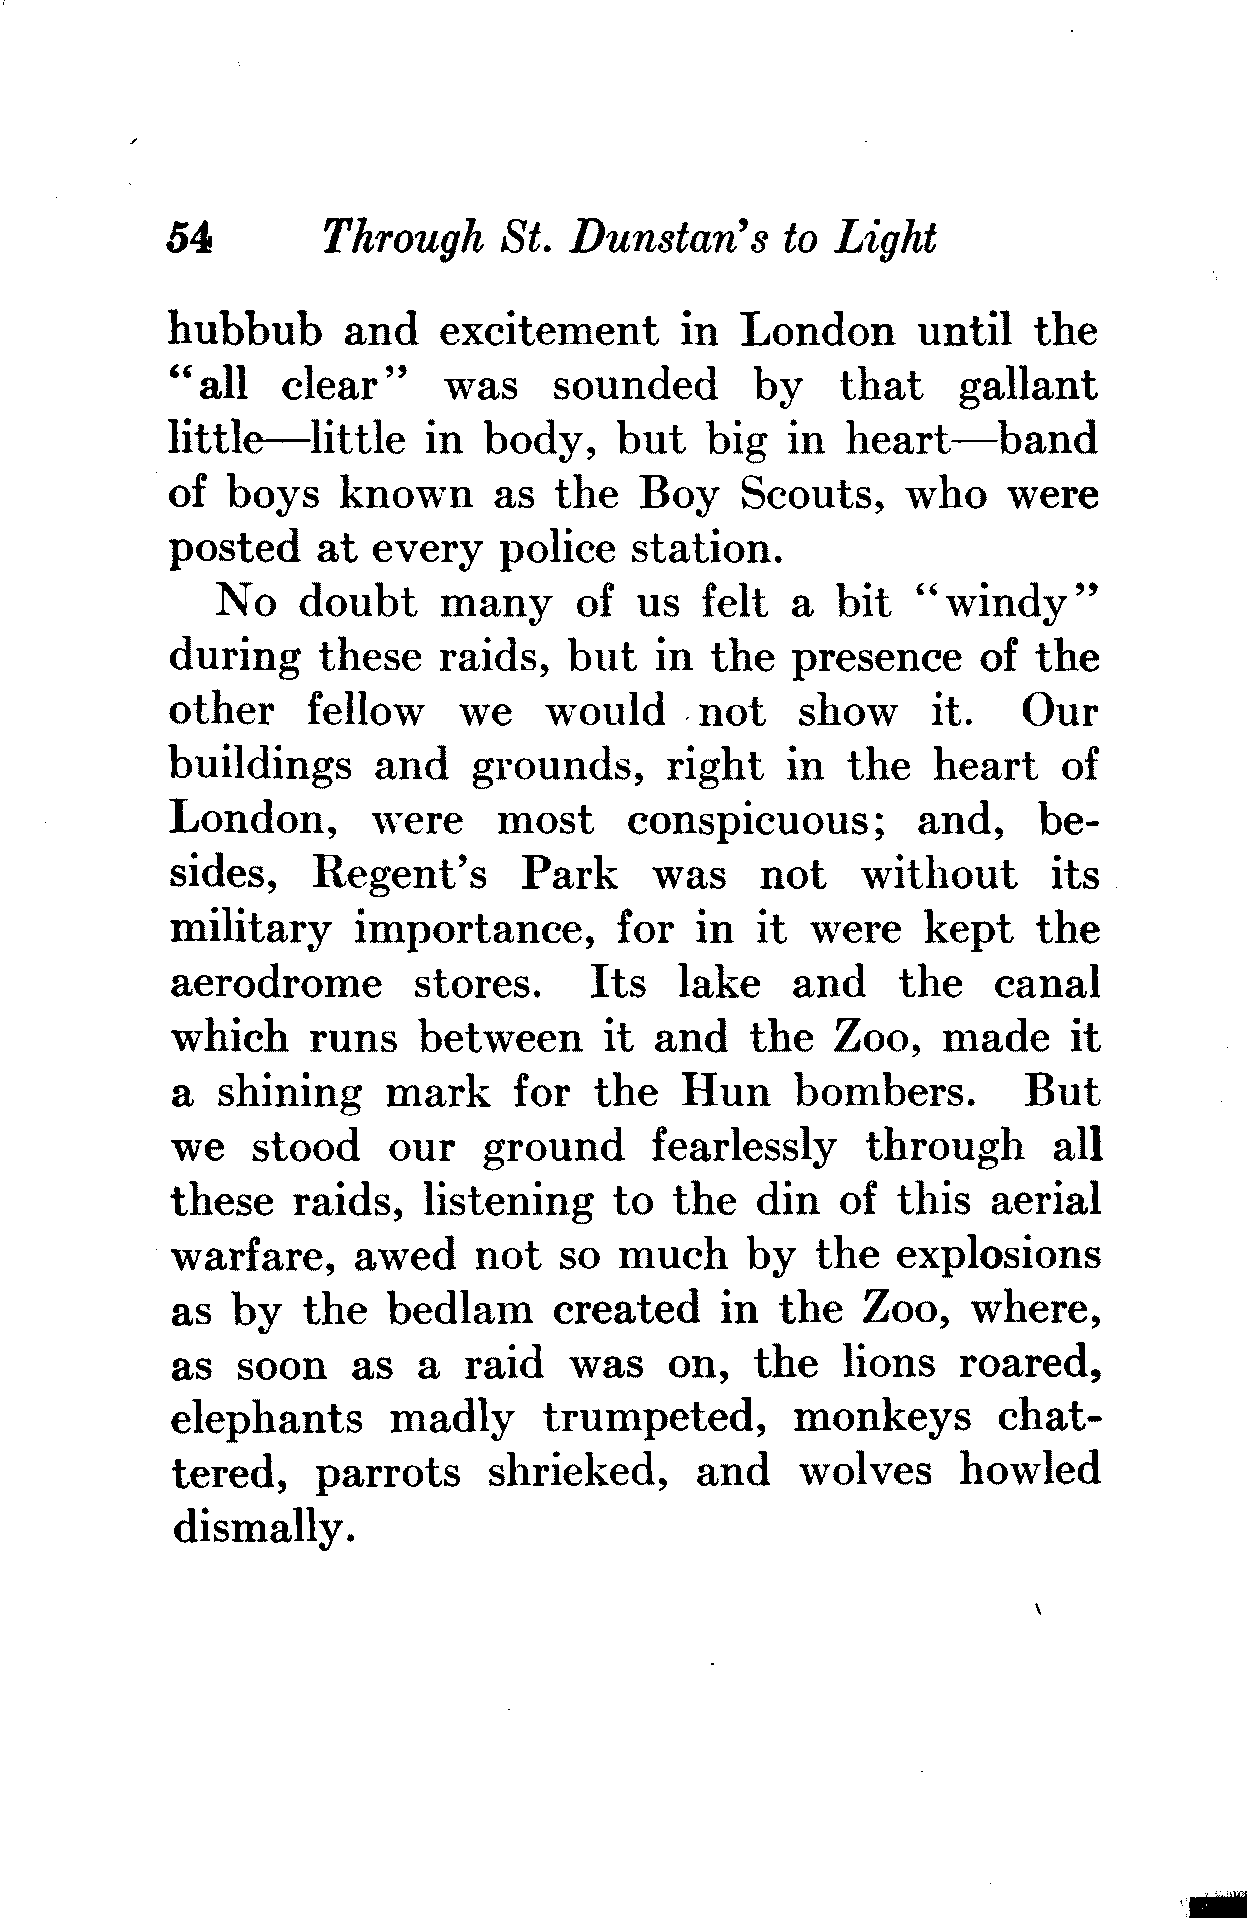 54 Through St. Dunstan's to Light
hubbub and excitement in London until the
"all clear" was sounded by that gallant
little—little in body, but big in heart—band
of boys known as the Boy Scouts, who were
posted at every police station.
No doubt many of us felt a bit "windy"
during these raids, but in the presence of the
other fellow we would not show it. Our
buildings and grounds, right in the heart of
London, were most conspicuous; and, be-
sides, Regent's Park was not without its
military importance, for in it were kept the
aerodrome stores. Its lake and the canal
which runs between it and the Zoo, made it
a shining mark for the Hun bombers. But
we stood our ground fearlessly through all
these raids, listening to the din of this aerial
warfare, awed not so much by the explosions
as by the bedlam created in the Zoo, where,
as soon as a raid was on, the lions roared,
elephants madly trumpeted, monkeys chat-
tered, parrots shrieked, and wolves howled
dismally.